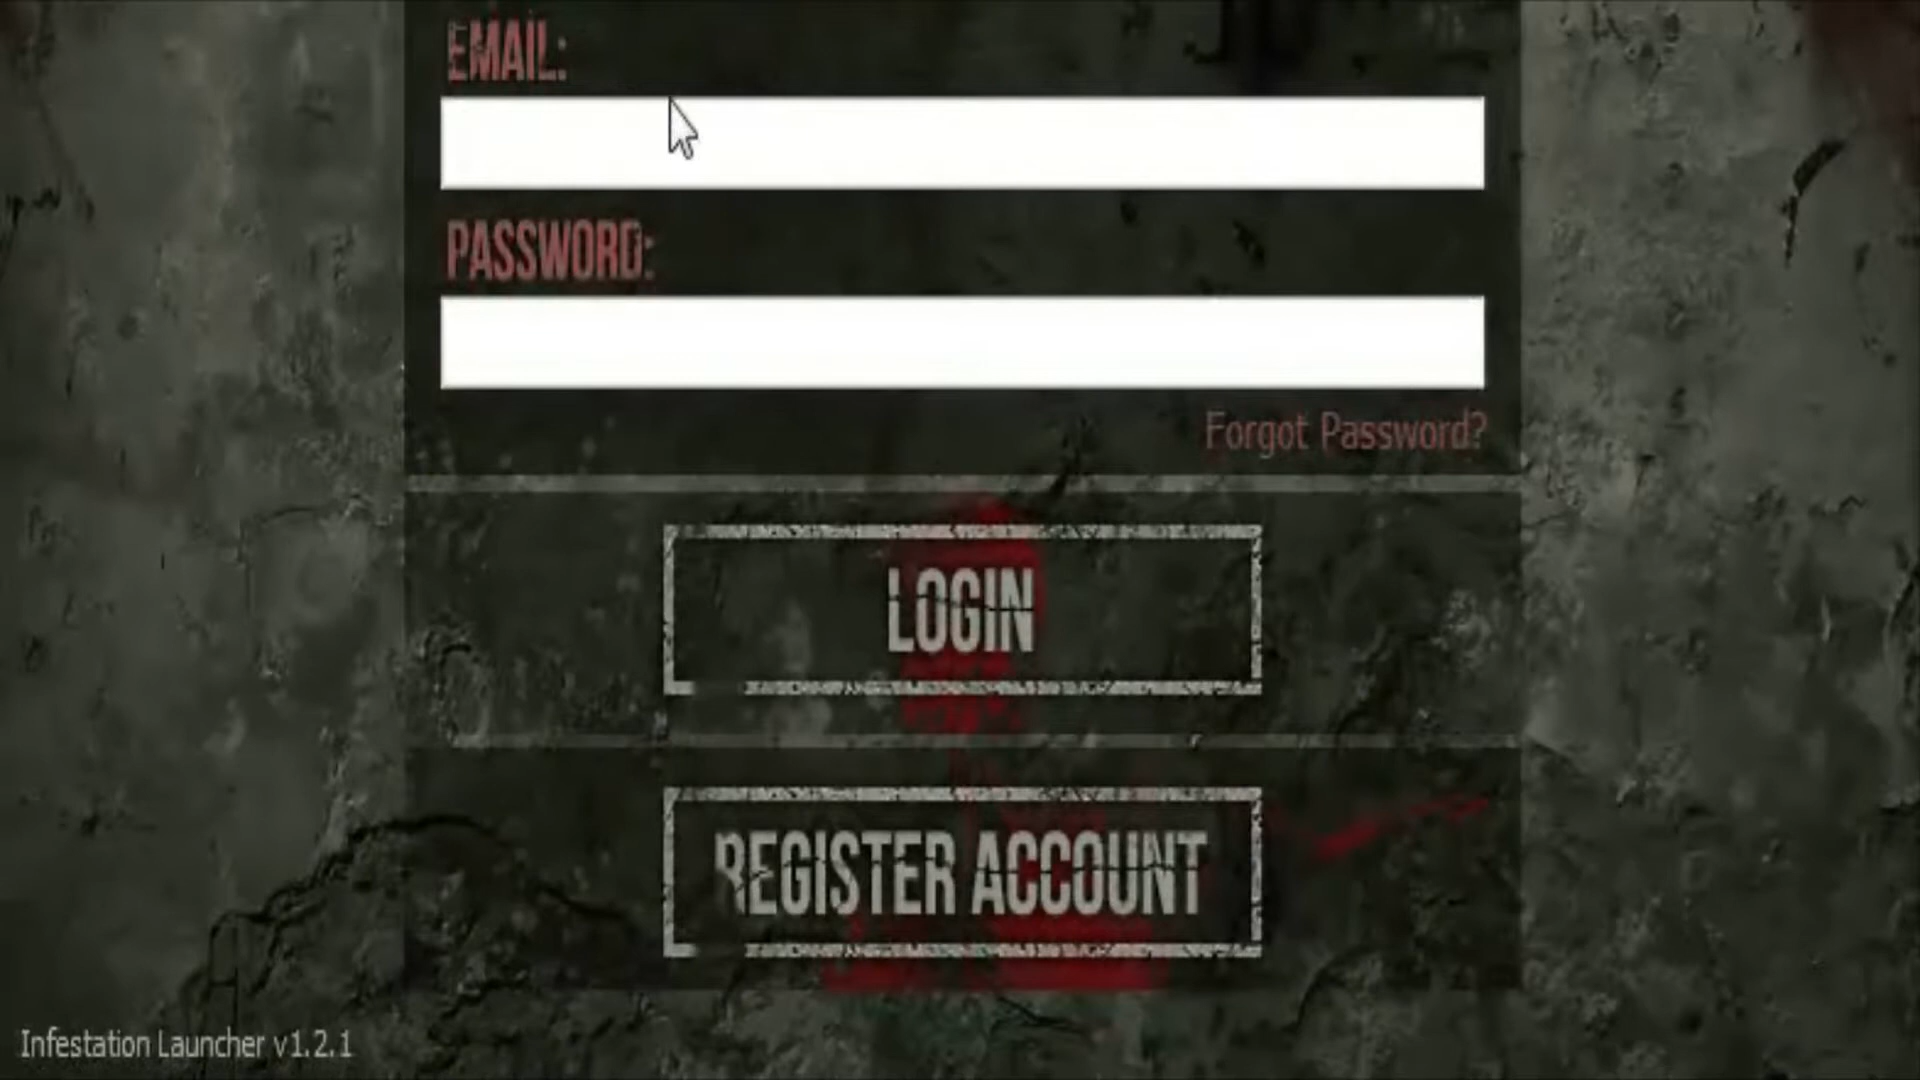 EMAIL:
PASSWORD:
Forgot Password?
LOGIN
REGISTER ACCOUNT
Infestation Launcher v1.2.1